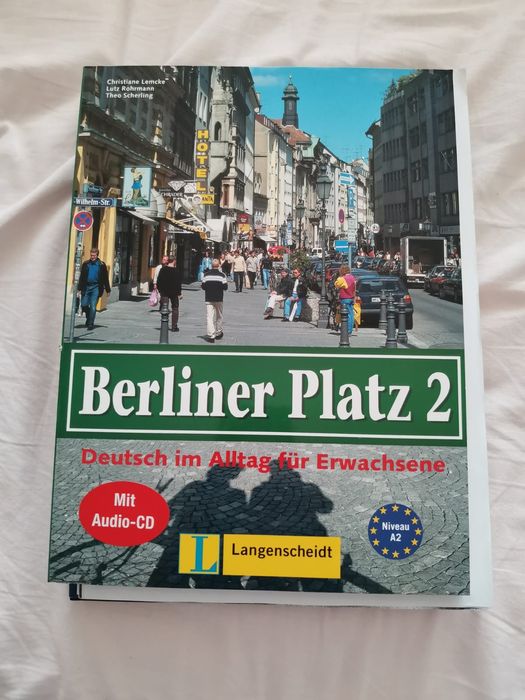 Christiane Lemcke
Lutz Rohrmann
Theo Scherling
HOTEL
Wilhelm-Str.
Berliner Platz 2
Deutsch im Alltag für Erwachsene
Mit
Audio-CD
L
Langenscheidt
Niveau
A2